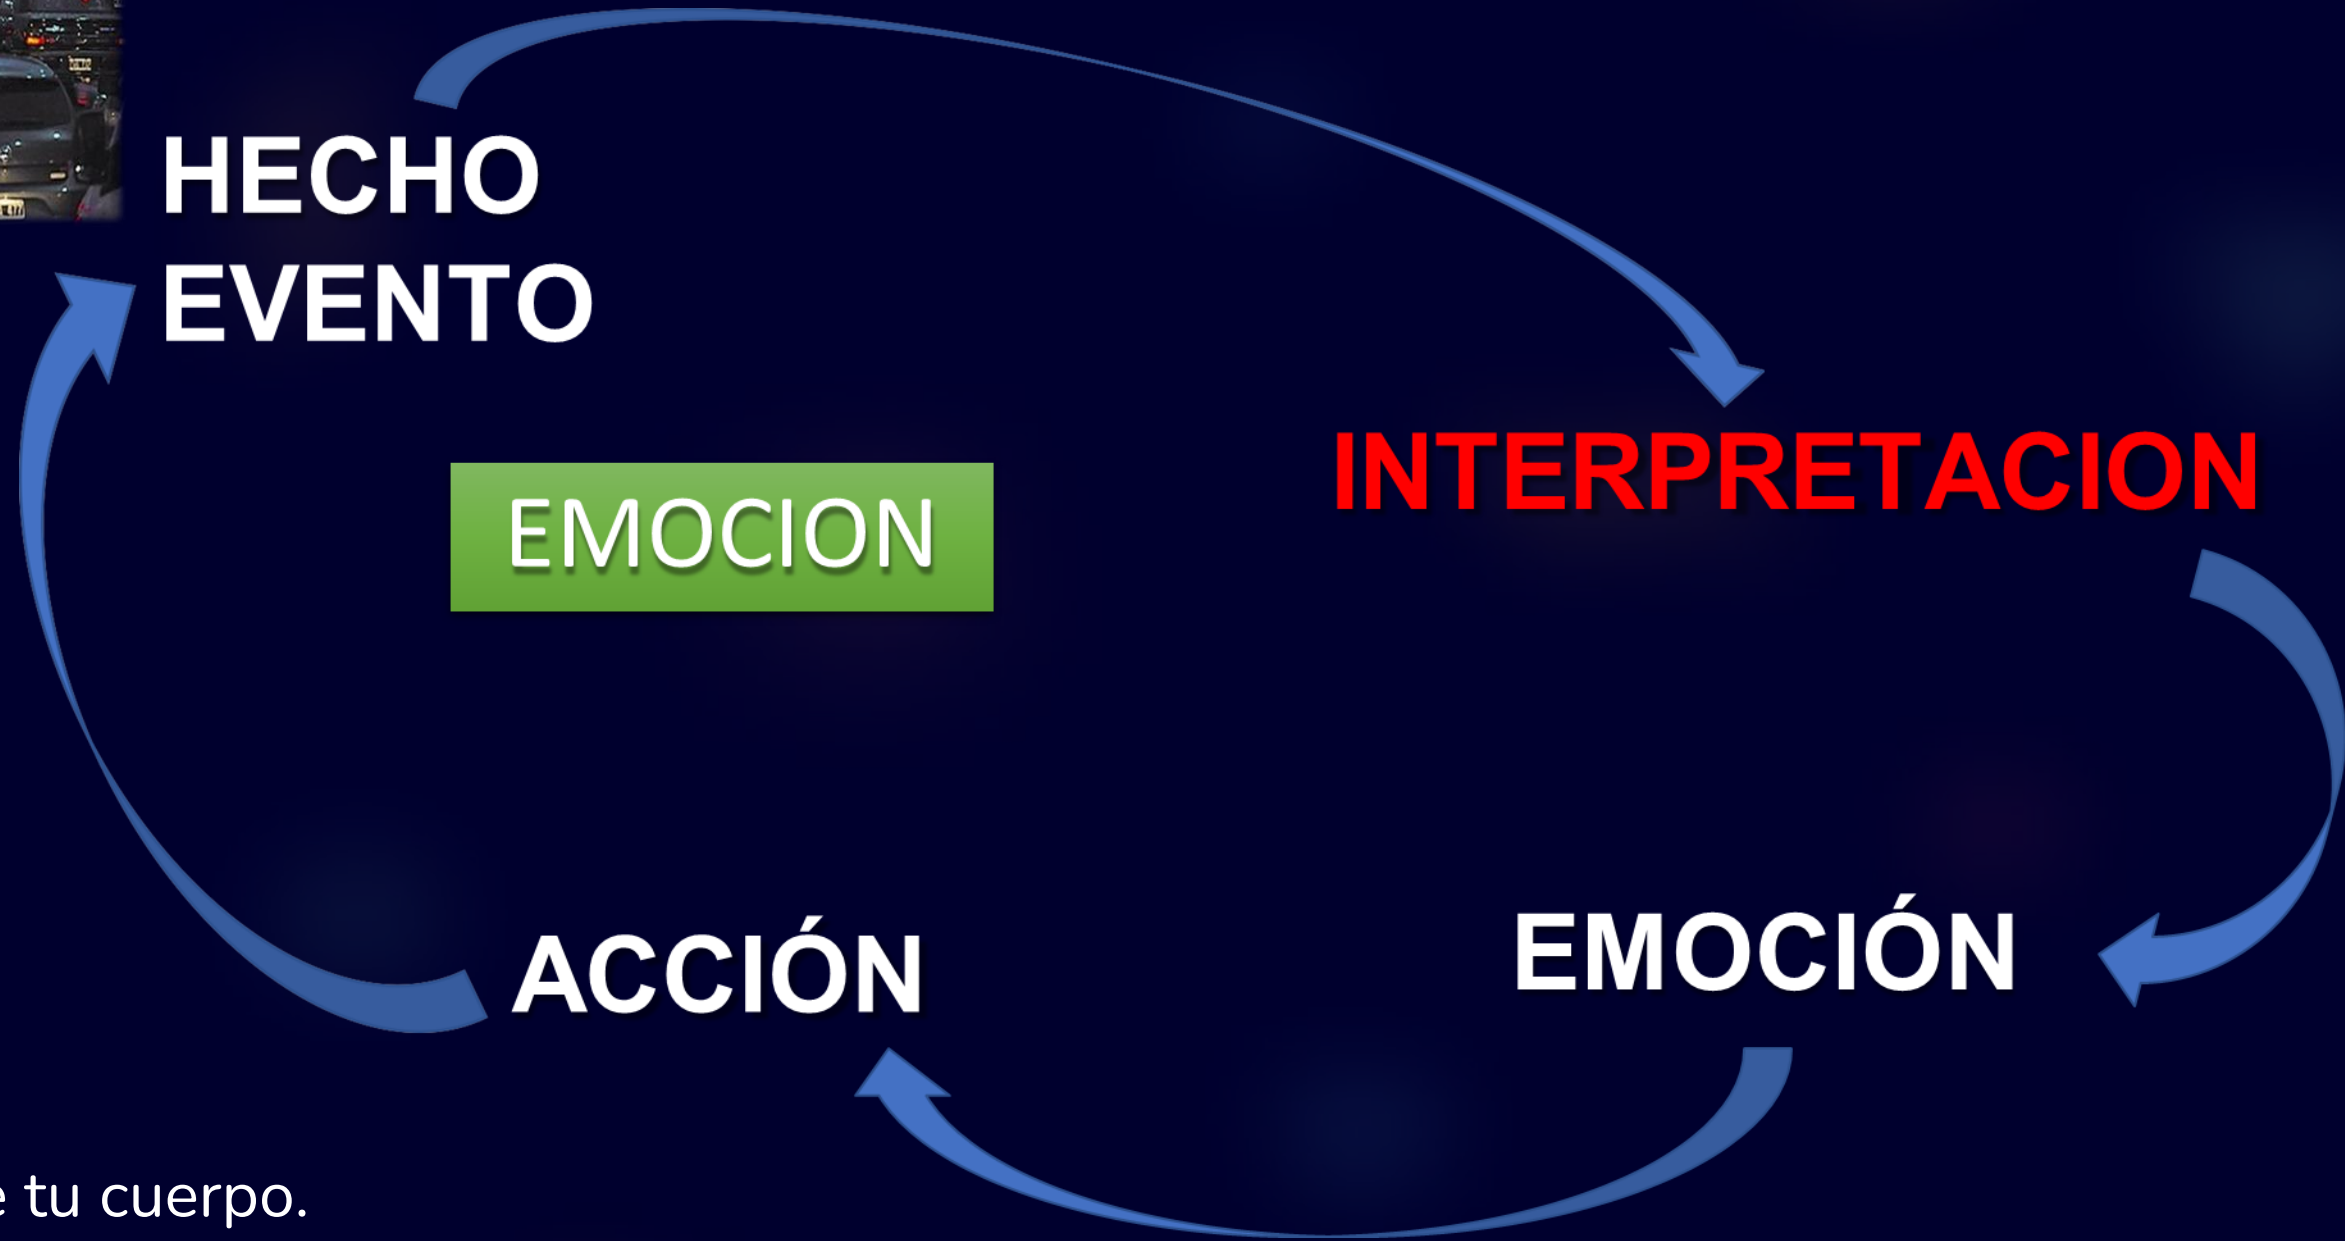 HECHO
EVENTO
INTERPRETACION
EMOCION
EMOCIÓN
ACCIÓN
tu cuerpo.